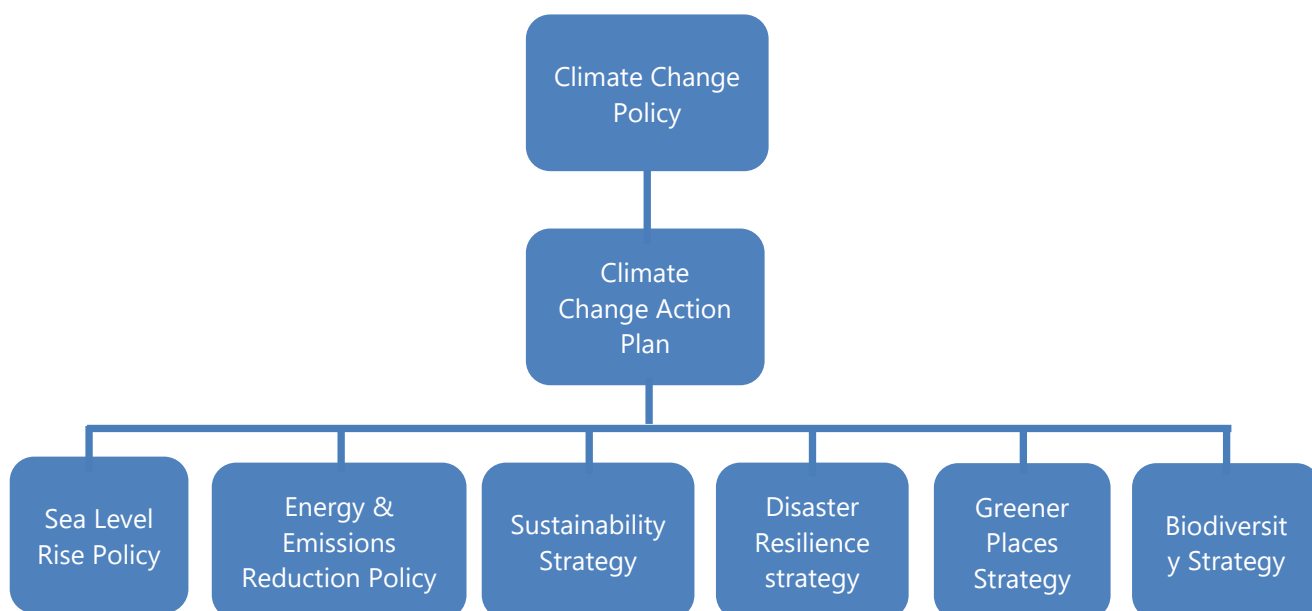 Climate Change
Policy
Climate
Change Action
Plan
Sea Level
Rise Policy
Energy &
Emissions
Reduction Policy
Sustainability
Strategy
Disaster
Resilience
strategy
Greener
Places
Strategy
Biodiversit
y Strategy